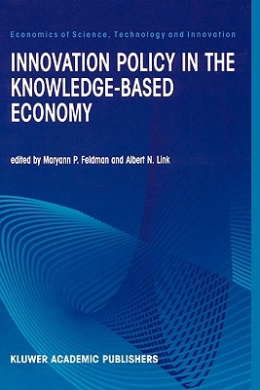 Economics of Science, Technology and Innovation
INNOVATION POLICY IN THE
KNOWLEDGE-BASED
ECONOMY
edited by Maryann P. Feldman and Albert N. Link
KLUWER ACADEMIC PUBLISHERS